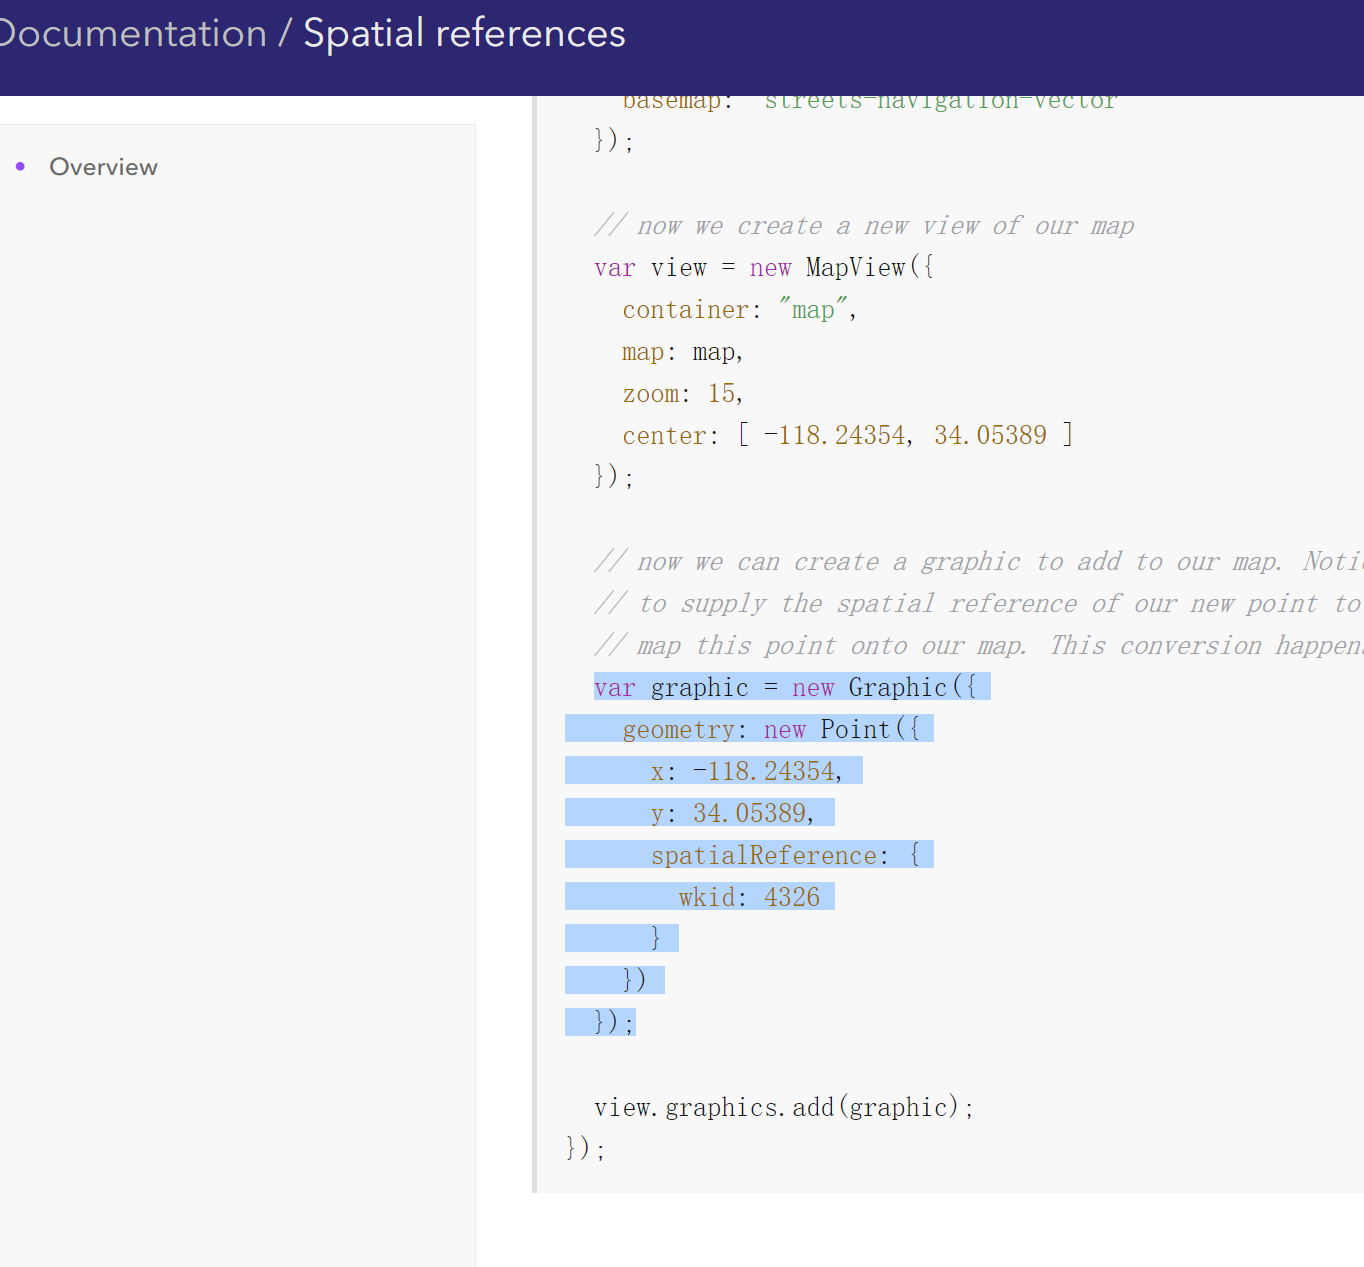 Documentation / Spatial references
Overview
basemap: "streets-navigation-vector"
});
// now we create a new view of our map
var view = new MapView({
container: "map",
map: map,
zoom: 15,
center: [ -118.24354, 34.05389 ]
});
// now we can create a graphic to add to our map.
// to supply the spatial reference of our new point to
// map this point onto our map. This conversion
var graphic = new Graphic({
geometry: new Point({
x: -118.24354,
y: 34.05389,
spatialReference: {
wkid: 4326
}
})
});
view.graphics.add(graphic);
});